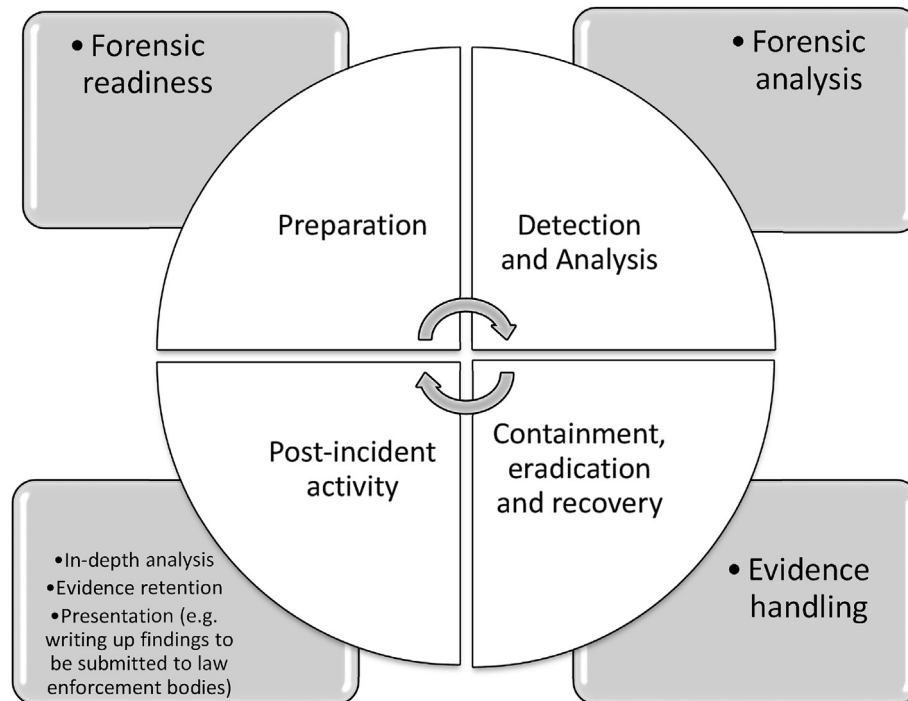 • Forensic
readiness
• Forensic
analysis
Preparation
Detection
and Analysis
Post-incident
activity
Containment,
eradication
and recovery
•In-depth analysis
•Evidence retention
•Presentation (e.g.
writing up findings to
be submitted to law
enforcement bodies)
• Evidence
handling